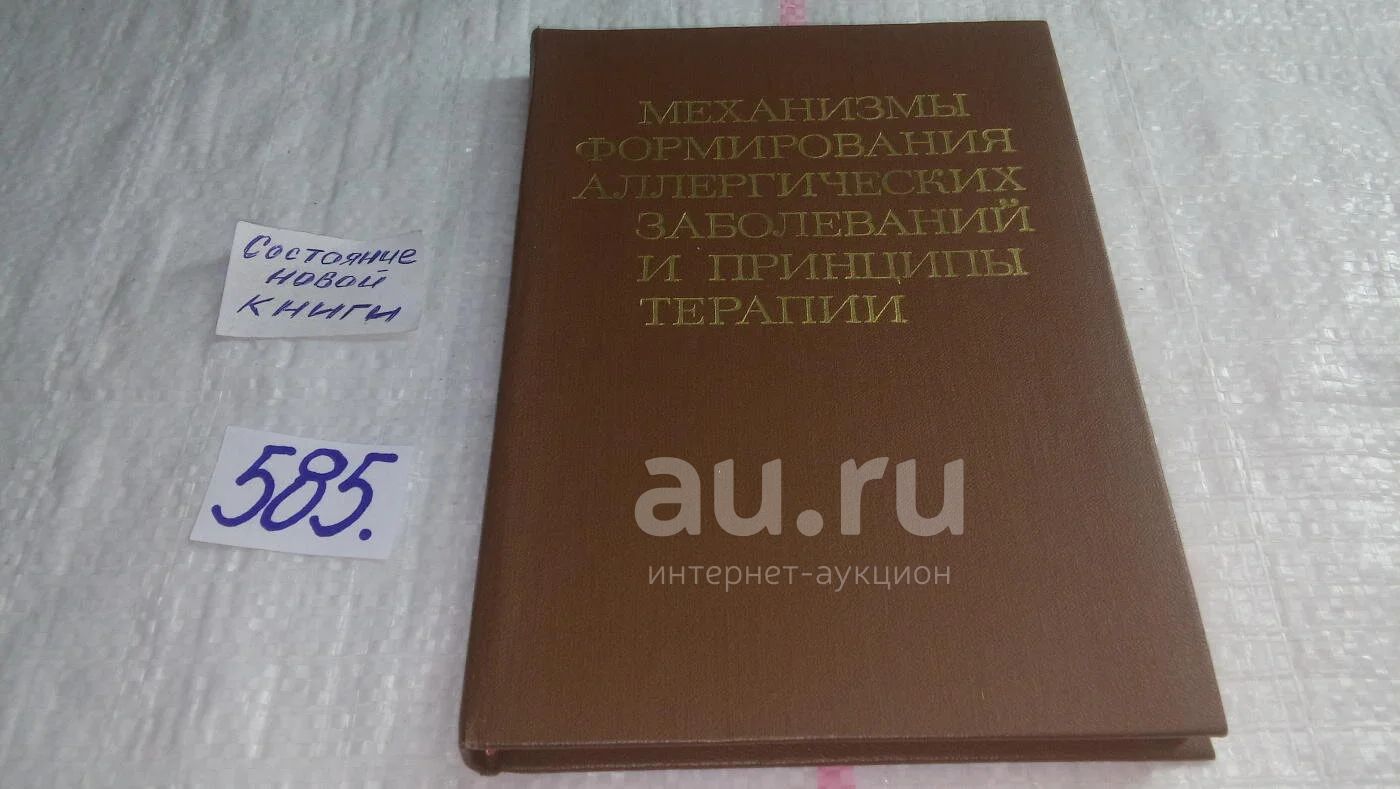 МЕХАНИЗМЫ
ФОРМИРОВАНИЯ
АЛЛЕРГИЧЕСКИХ
ЗАБОЛЕВАНИЙ
И ПРИНЦИПЫ
ТЕРАПИИ
Состояние
новой
книги
585.
au.ru
интернет-аукцион